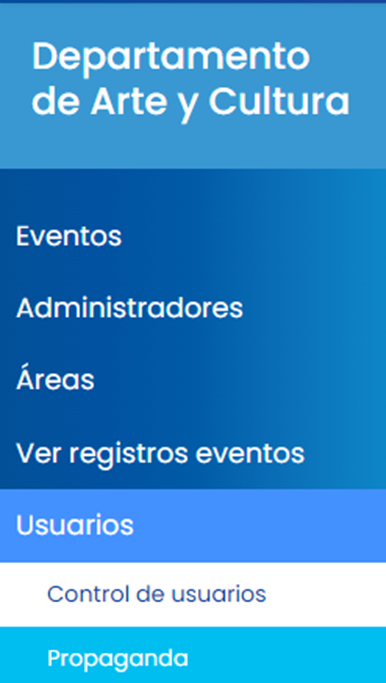 Departamento
de Arte y Cultura
Eventos
Administradores
Áreas
Ver registros eventos
Usuarios
Control de usuarios
Propaganda